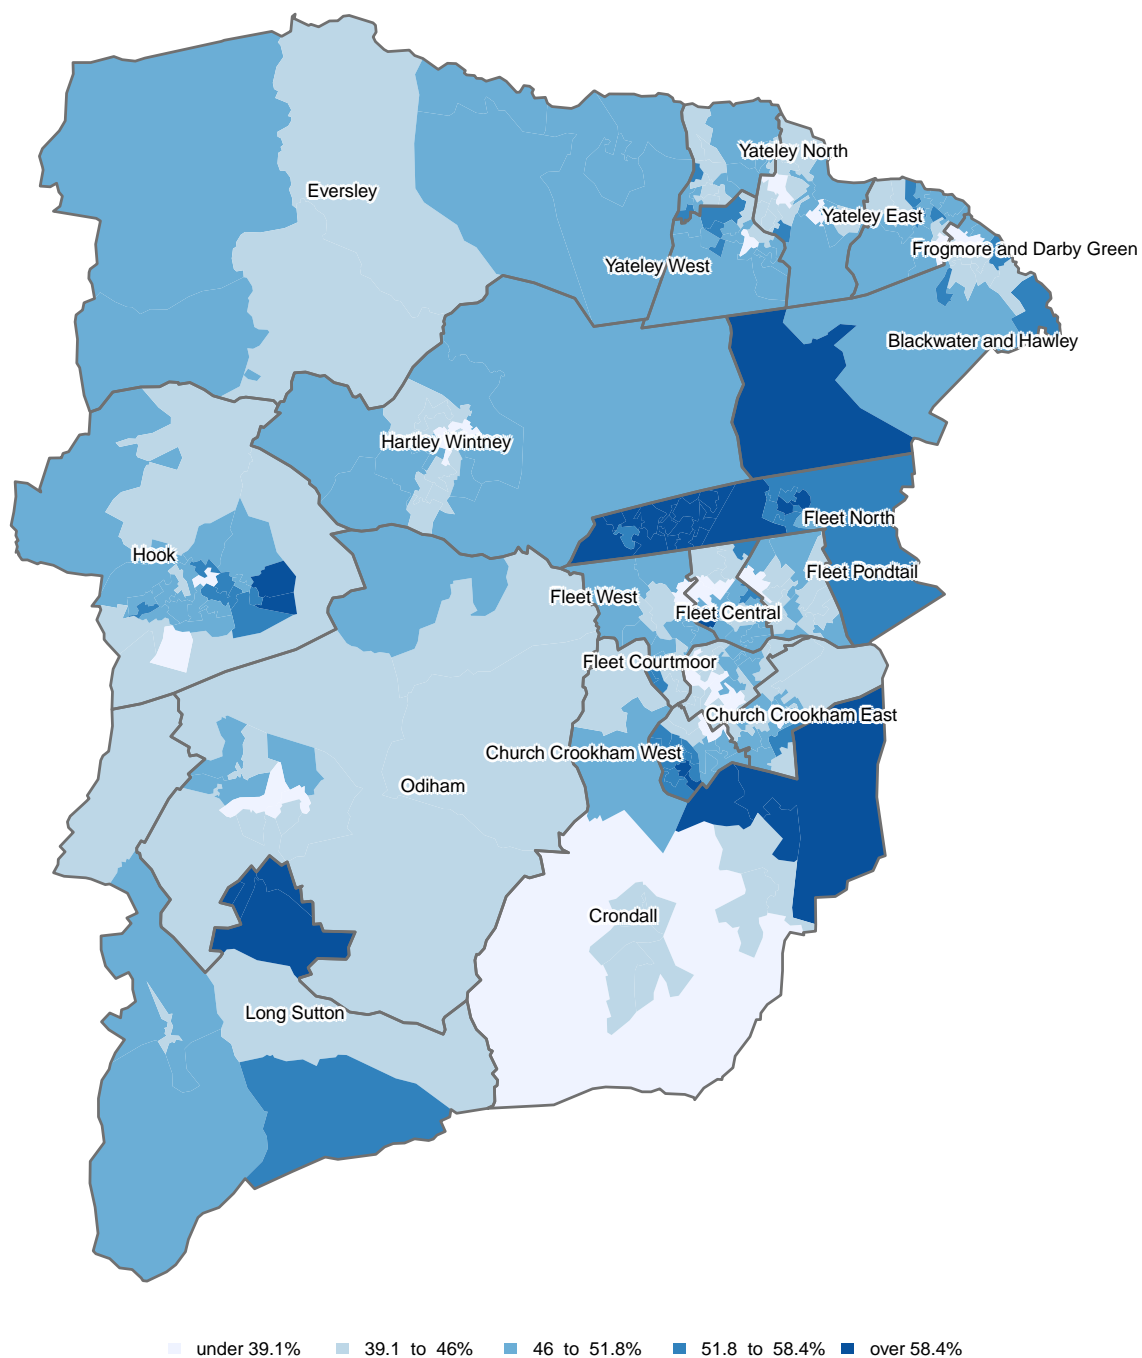 Yateley North
Eversley
Yateley East
Frogmore and Darby Green
Yateley West
Blackwater and Hawley
Hartley Wintney
Fleet North
Hook
Fleet Pondtail
Fleet West
Fleet Central
Fleet Courtmoor
Church Crookham East
Church Crookham West
Odiham
Crondall
Long Sutton
under 39.1% 39.1 to 46% 46 to 51.8% 51.8 to 58.4% over 58.4%